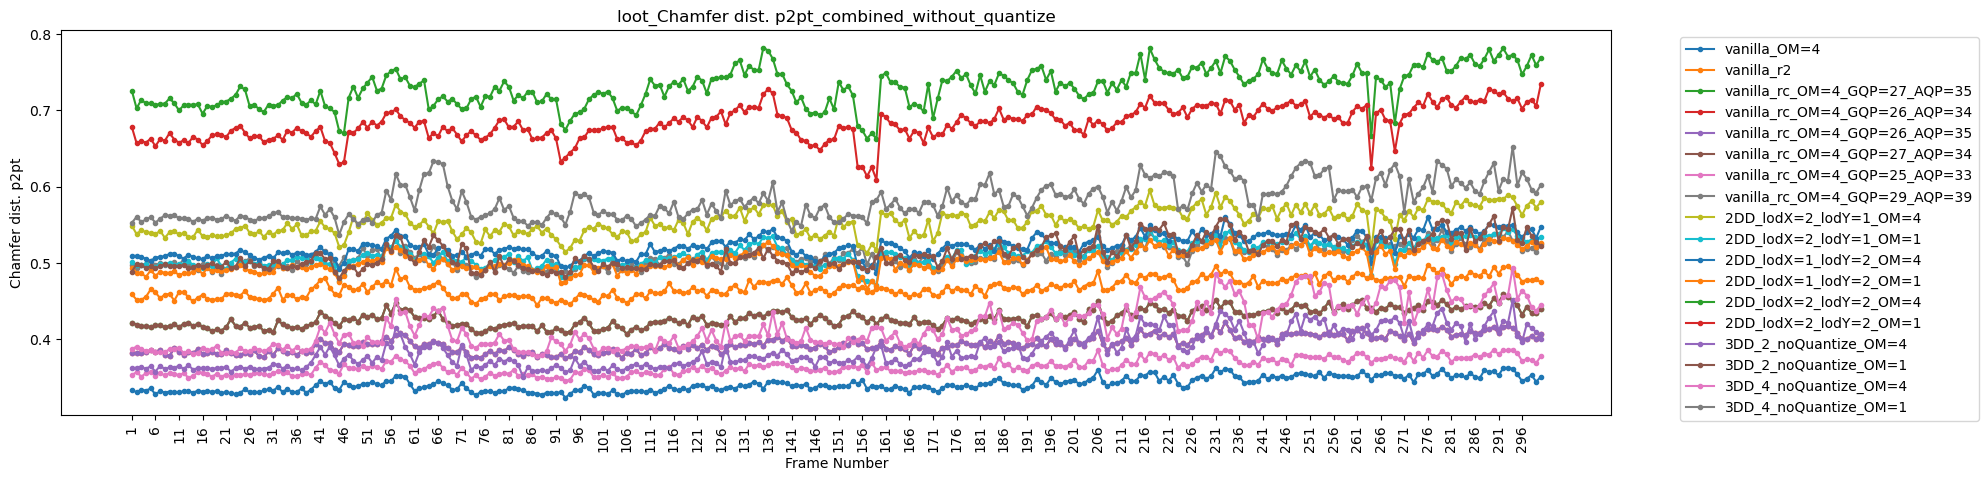 loot_Chamfer dist. p2pt_combined_without_quantize
Chamfer dist. p2pt
0.8
0.7
0.6
0.5
0.4
1 6 11 16 21 26 31 36 41 46 51 56 61 66 71 76 81 86 91 96 101 106 111 116 121 126 131 136 141 146 151 156 161 166 171 176 181 186 191 196 201 206 211 216 221 226 231 236 241 246 251 256 261 266 271 276 281 286 291 296
Frame Number
vanilla_OM=4
vanilla_r2
vanilla_rc_OM=4_GQP=27_AQP=35
vanilla_rc_OM=4_GQP=26_AQP=34
vanilla_rc_OM=4_GQP=26_AQP=35
vanilla_rc_OM=4_GQP=27_AQP=34
vanilla_rc_OM=4_GQP=25_AQP=33
vanilla_rc_OM=4_GQP=29_AQP=39
2DD_lodX=2_lodY=1_OM=4
2DD_lodX=2_lodY=1_OM=1
2DD_lodX=1_lodY=2_OM=4
2DD_lodX=1_lodY=2_OM=1
2DD_lodX=2_lodY=2_OM=4
2DD_lodX=2_lodY=2_OM=1
3DD_2_noQuantize_OM=4
3DD_2_noQuantize_OM=1
3DD_4_noQuantize_OM=4
3DD_4_noQuantize_OM=1